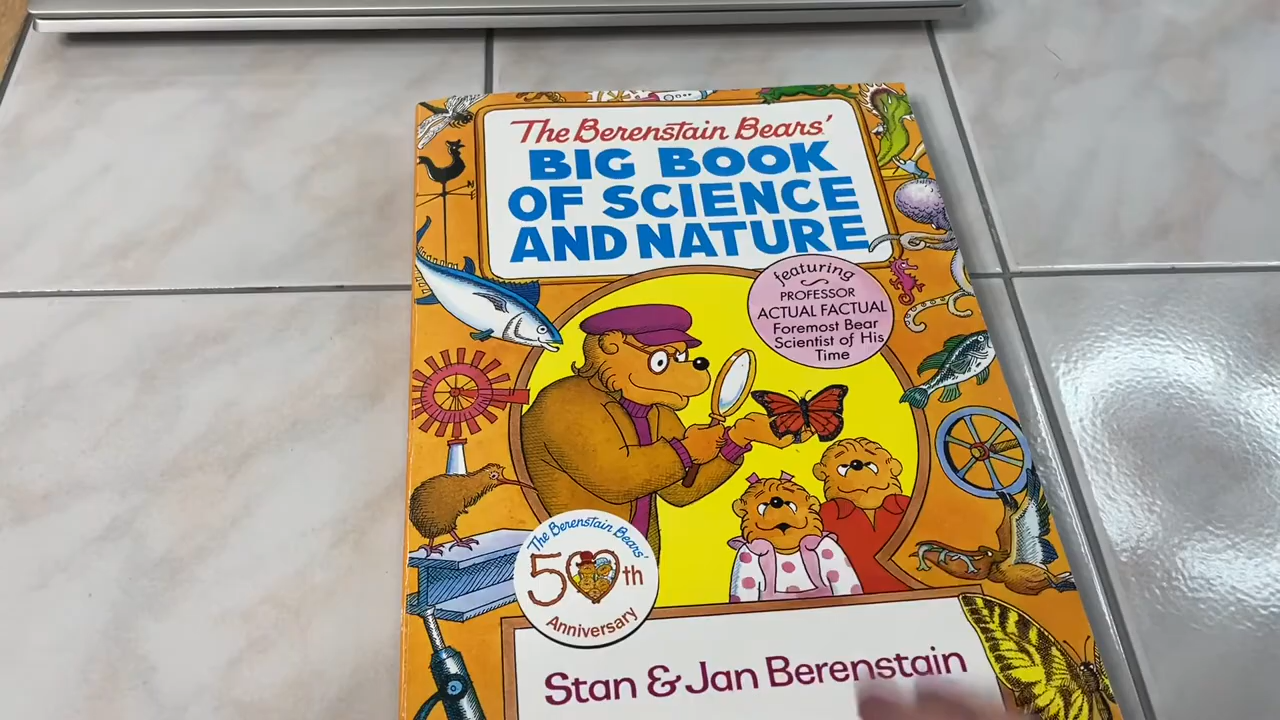 The Berenstain Bears'
BIG BOOK
OF SCIENCE
AND NATURE
featuring
PROFESSOR
ACTUAL FACTUAL
Foremost Bear
Scientist of His
Time
N
E
The Berenstain Bears'
50th
Anniversary
Stan & Jan Berenstain